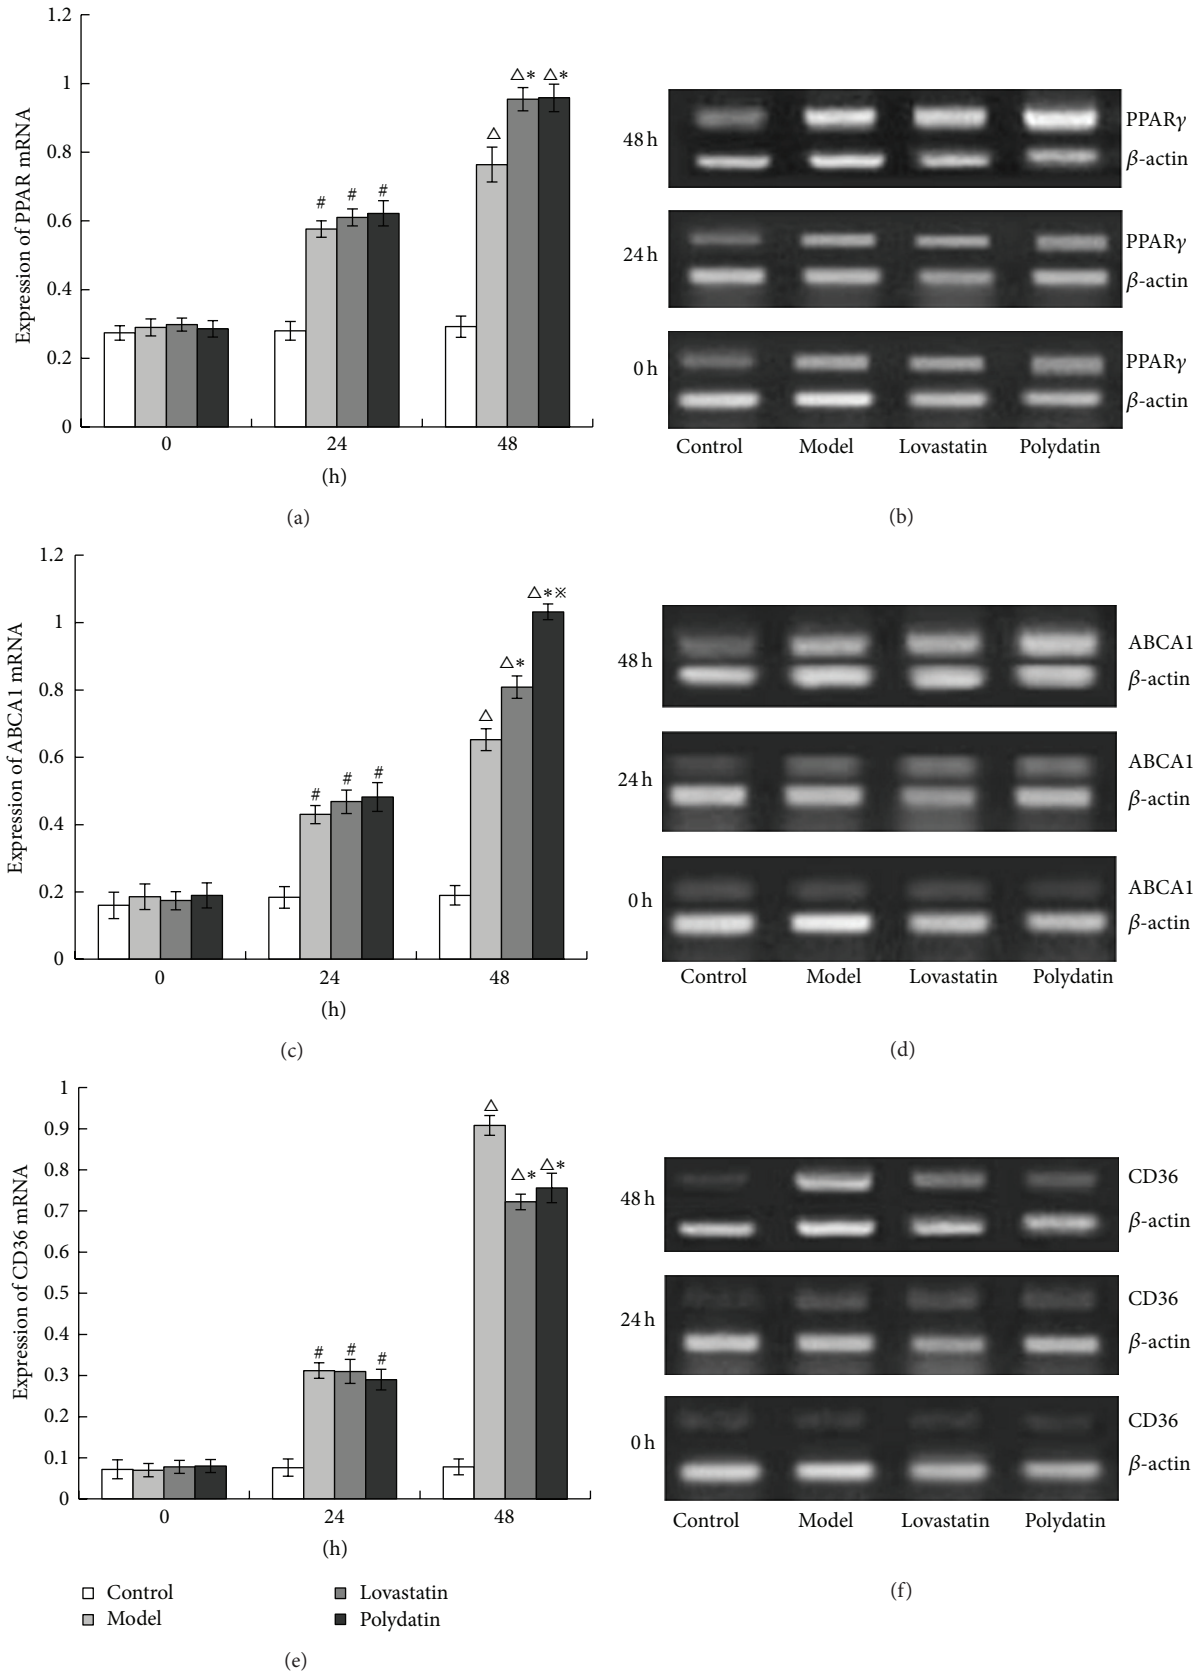 1.2
1
0.8
0.6
0.4
0.2
0
Expression of PPAR mRNA
# # #
△ △* △*
0 24 48
(h)
(a)
48 h
PPARγ
β-actin
24 h
PPARγ
β-actin
0 h
PPARγ
β-actin
Control Model Lovastatin Polydatin
(b)
1.2
1
0.8
0.6
0.4
0.2
0
Expression of ABCA1 mRNA
# # #
△ △* △*※
0 24 48
(h)
(c)
48 h
ABCA1
β-actin
24 h
ABCA1
β-actin
0 h
ABCA1
β-actin
Control Model Lovastatin Polydatin
(d)
1
0.9
0.8
0.7
0.6
0.5
0.4
0.3
0.2
0.1
0
Expression of CD36 mRNA
# # #
△ △* △*
0 24 48
(h)
Control Lovastatin
Model Polydatin
(e)
48 h
CD36
β-actin
24 h
CD36
β-actin
0 h
CD36
β-actin
Control Model Lovastatin Polydatin
(f)